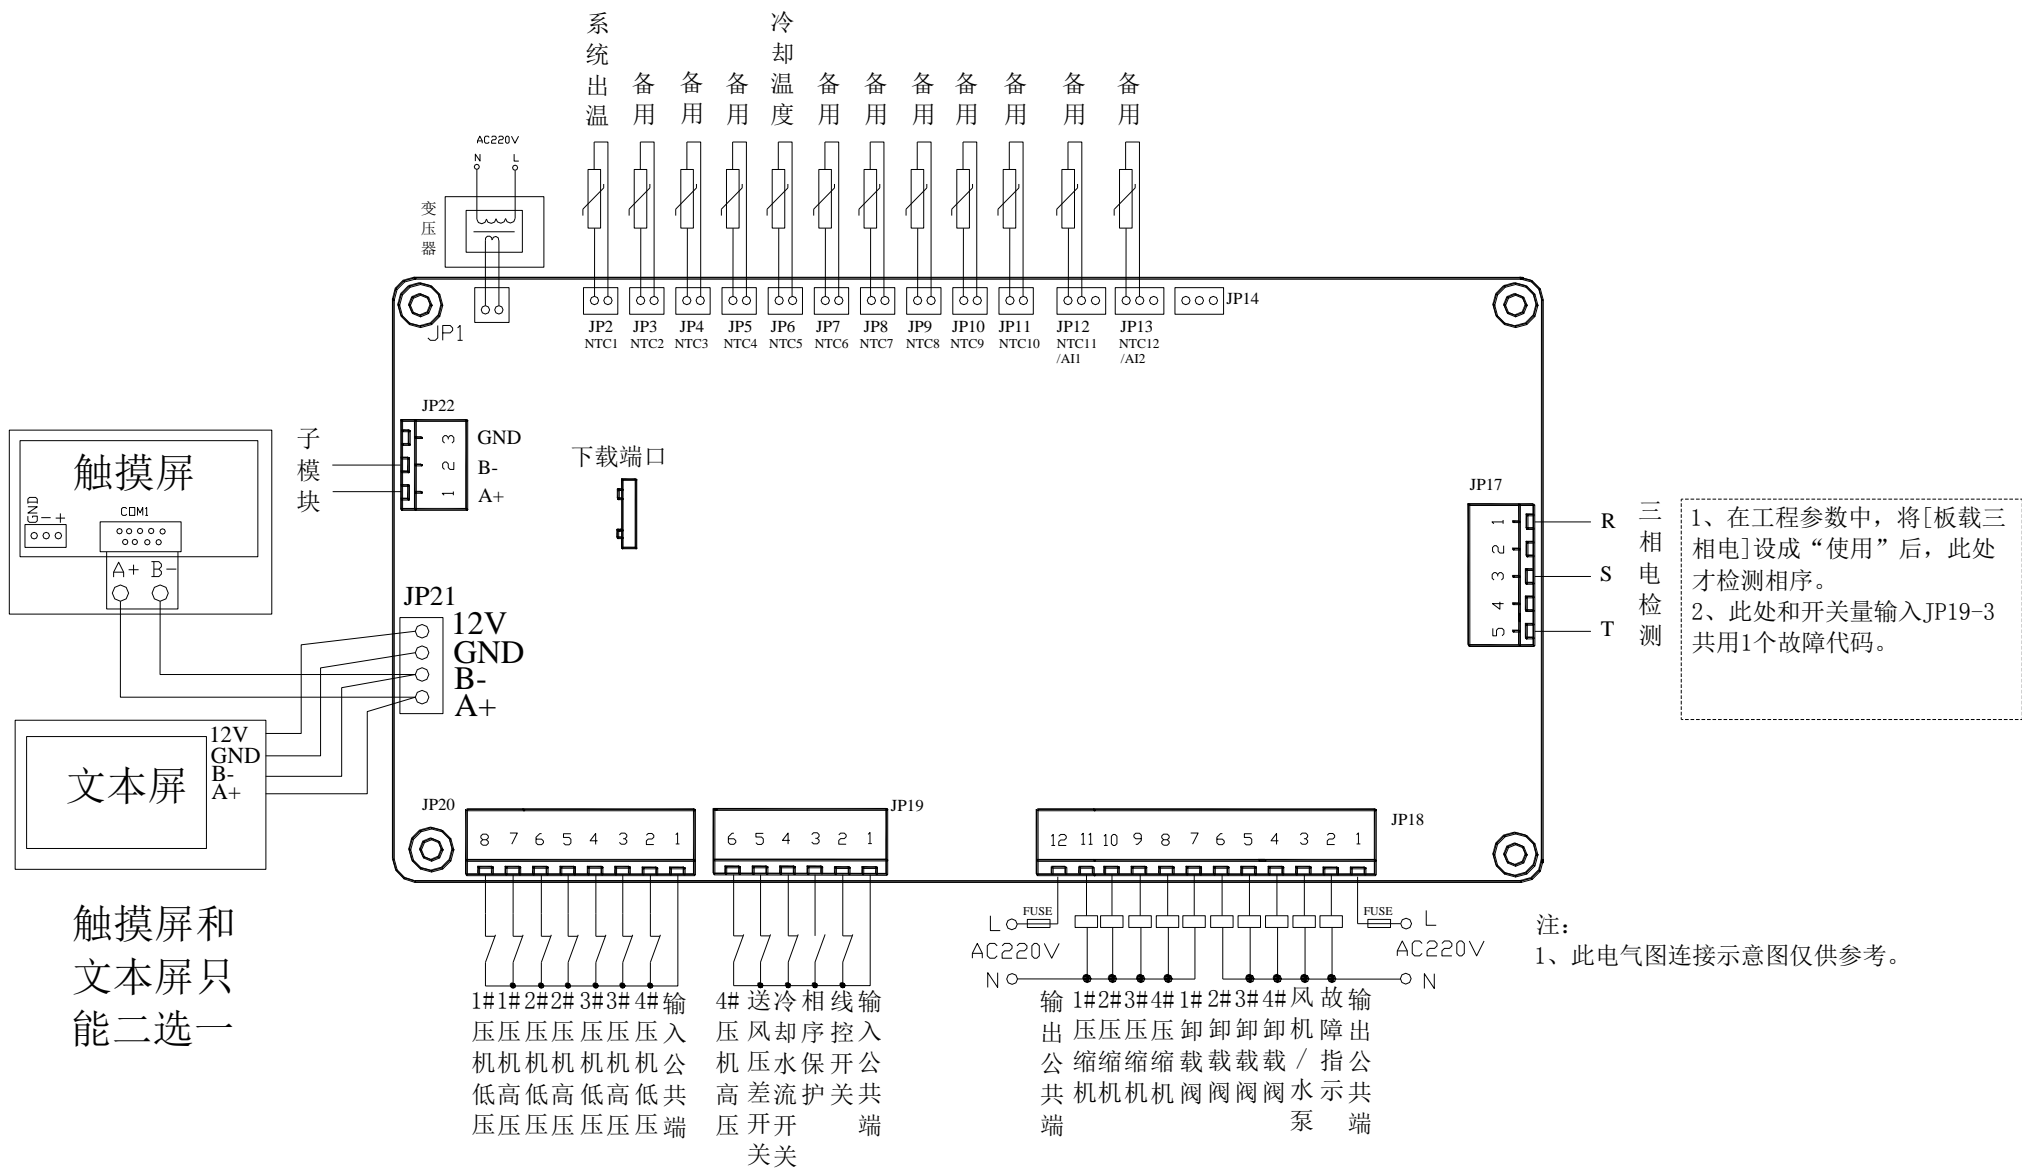 系统出温
备用
备用
备用
冷却温度
备用
备用
备用
备用
备用
备用
备用
AC220V
N L
变压器
JP1
JP2 JP3 JP4 JP5 JP6 JP7 JP8 JP9 JP10 JP11 JP12 JP13 JP14
NTC1 NTC2 NTC3 NTC4 NTC5 NTC6 NTC7 NTC8 NTC9 NTC10 NTC11 NTC12
/AI1 /AI2
JP22
子模块
3 GND
2 B-
1 A+
下载端口
触摸屏
GND - +
COM1
A+ B-
JP21
12V
GND
B-
A+
文本屏
12V
GND
B-
A+
触摸屏和
文本屏只
能二选一
JP17
1 R
2
3 S
4
5 T
三相电检测
1、在工程参数中，将[板载三
相电]设成“使用”后，此处
才检测相序。
2、此处和开关量输入JP19-3
共用1个故障代码。
JP20
8 7 6 5 4 3 2 1
1#压机低压
1#压机高压
2#压机低压
2#压机高压
3#压机低压
3#压机高压
4#压机低压
输入公共端
JP19
6 5 4 3 2 1
4#压机高压
送风压差开关
冷却水流开关
相序保护
线控开关
输入公共端
JP18
12 11 10 9 8 7 6 5 4 3 2 1
L FUSE
AC220V
N
FUSE L
AC220V
N
输出公共端
1#压缩机
2#压缩机
3#压缩机
4#压缩机
1#卸载阀
2#卸载阀
3#卸载阀
4#卸载阀
风机/水泵
故障指示
输出公共端
注：
1、此电气图连接示意图仅供参考。